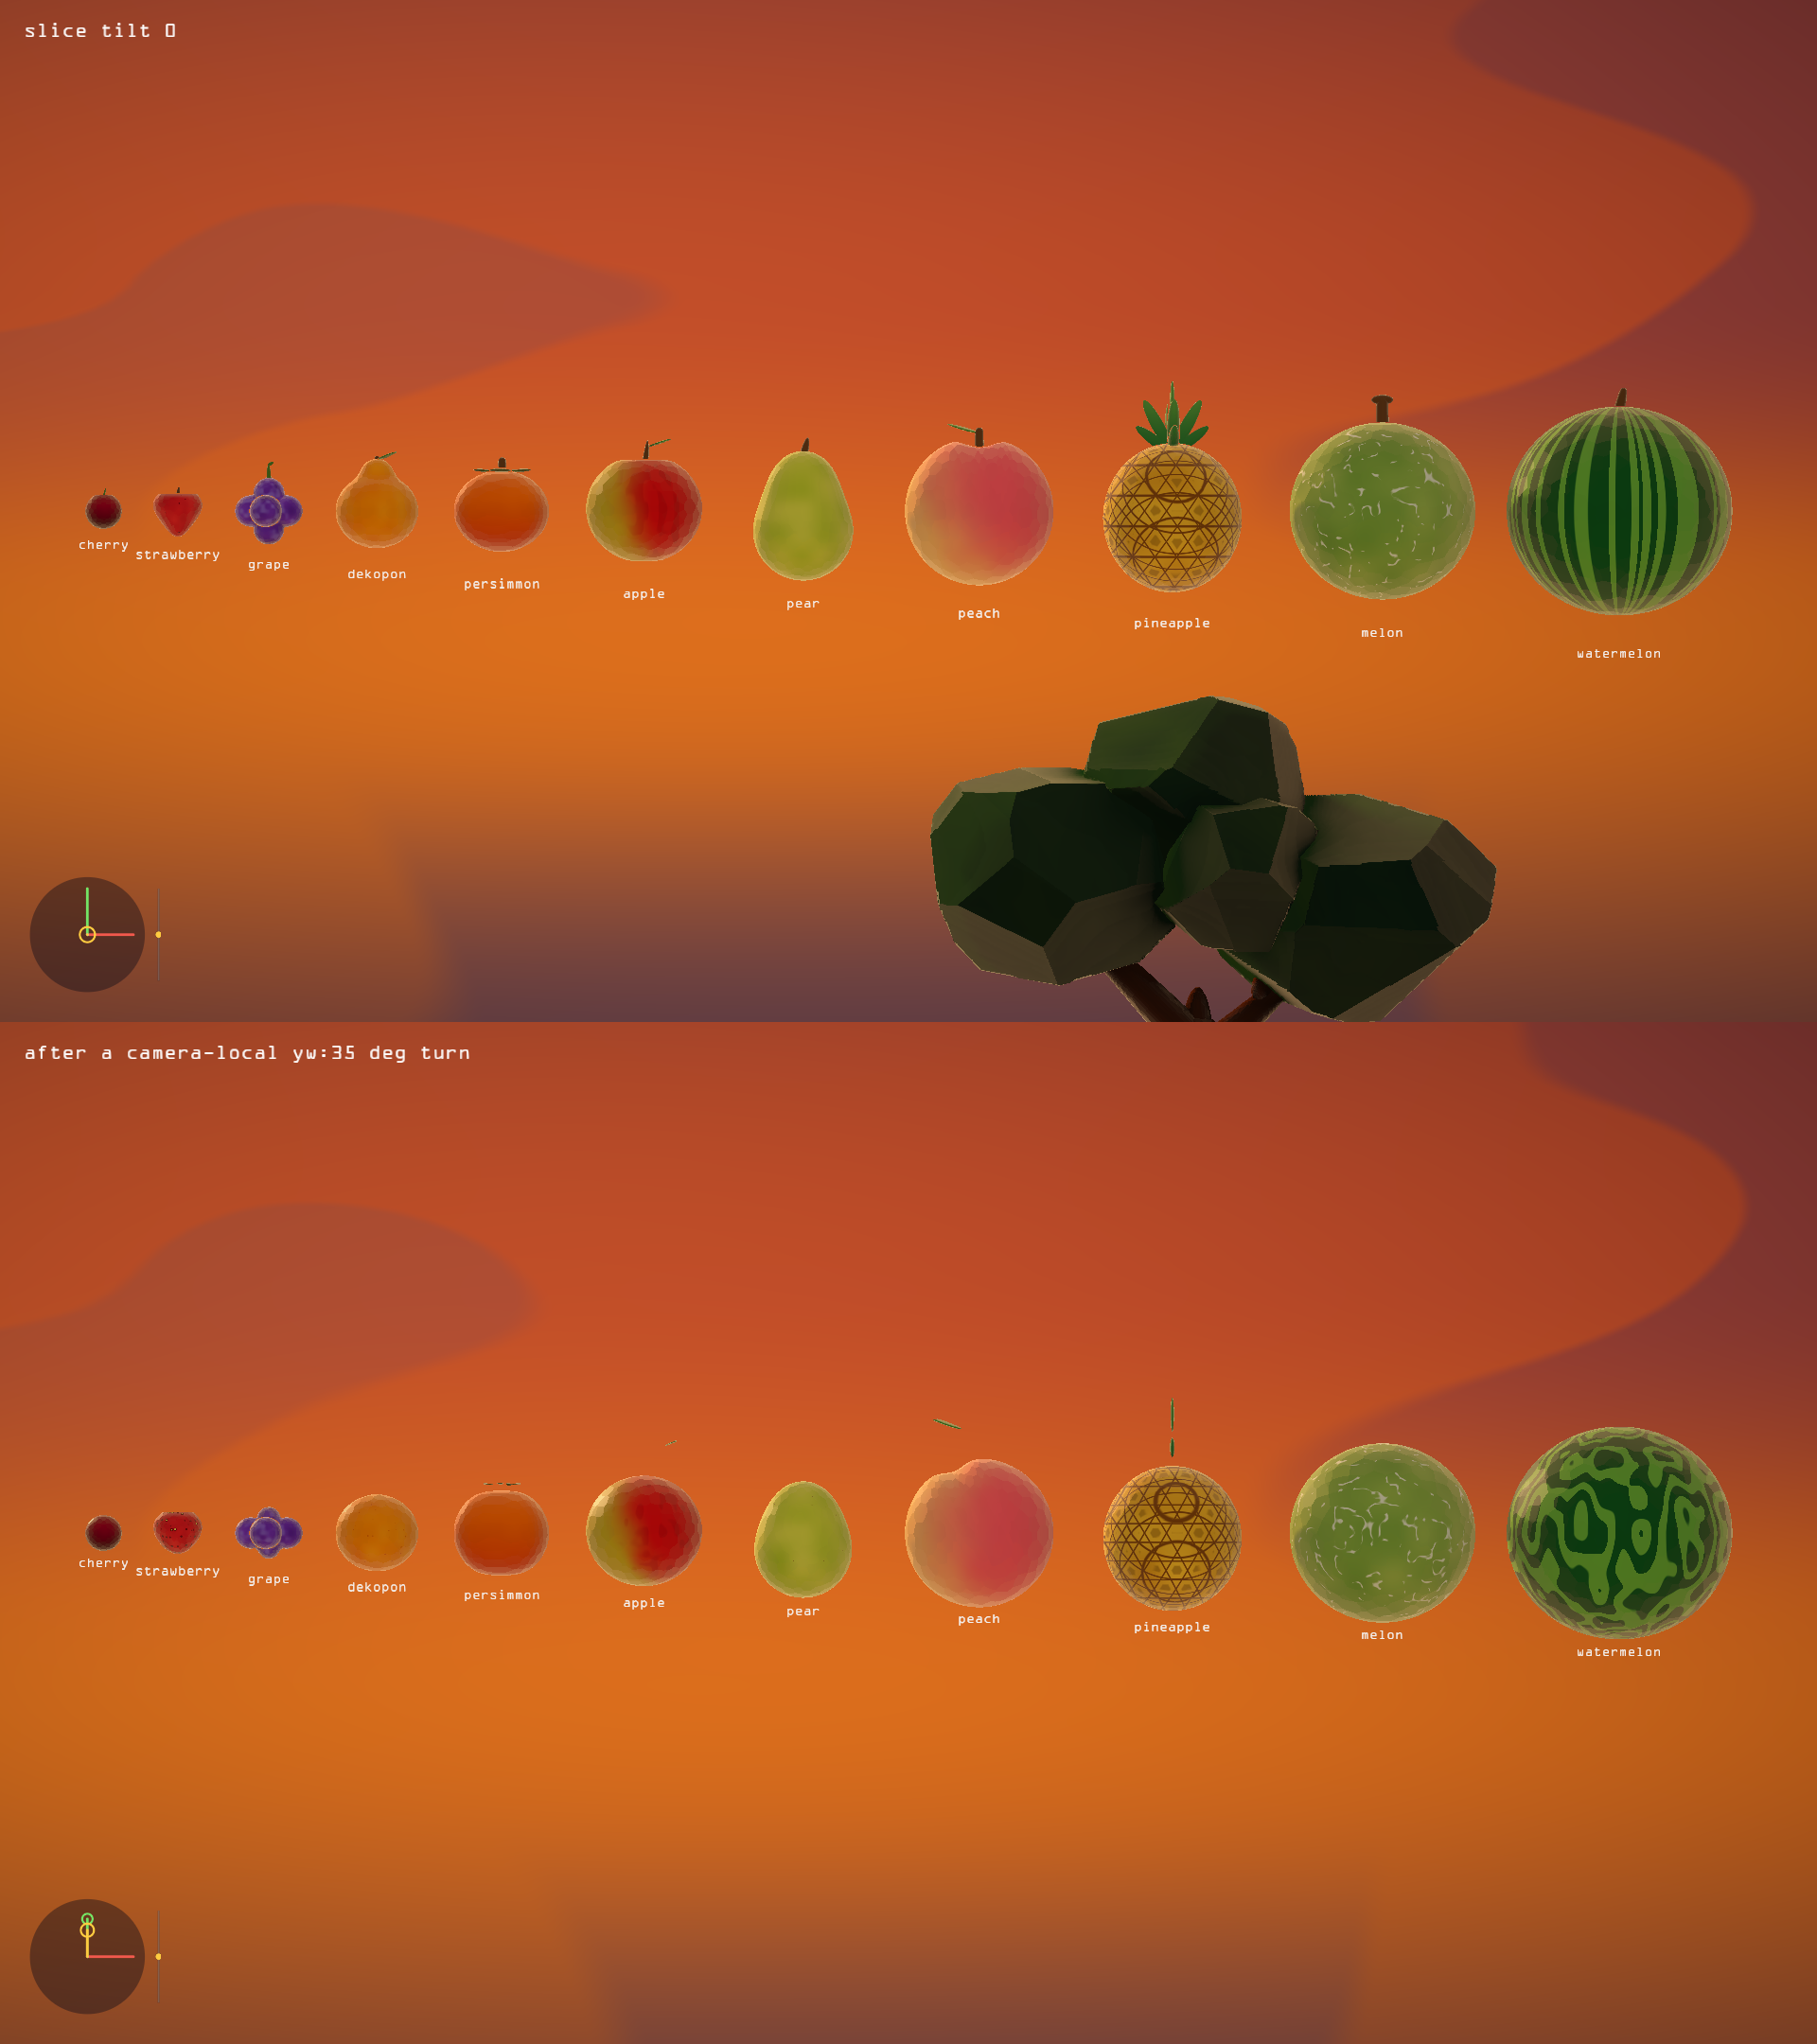 slice tilt 0
cherry
strawberry
grape
dekopon
persimmon
apple
pear
peach
pineapple
melon
watermelon
after a camera-local yw:35 deg turn
cherry
strawberry
grape
dekopon
persimmon
apple
pear
peach
pineapple
melon
watermelon